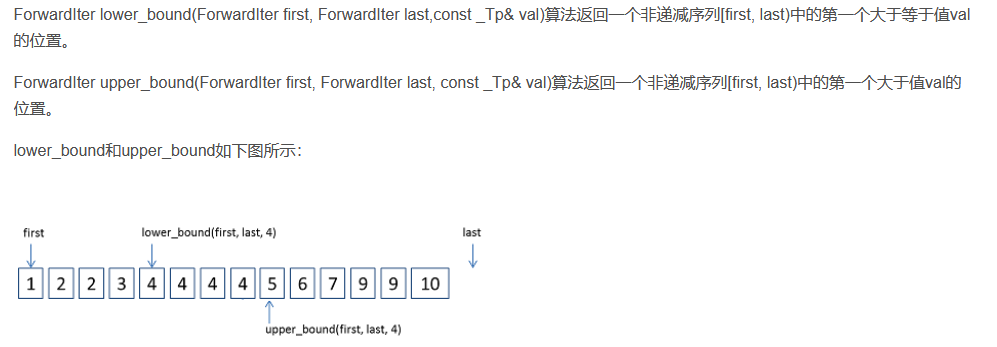 ForwardIter lower_bound(ForwardIter first, ForwardIter last,const _Tp& val)算法返回一个非递减序列[first, last)中的第一个大于等于值val
的位置。
ForwardIter upper_bound(ForwardIter first, ForwardIter last, const _Tp& val)算法返回一个非递减序列[first, last)中的第一个大于值val的
位置。
lower_bound和upper_bound如下图所示：
first lower_bound(first, last, 4) last
1 2 2 3 4 4 4 4 5 6 7 9 9 10
upper_bound(first, last, 4)